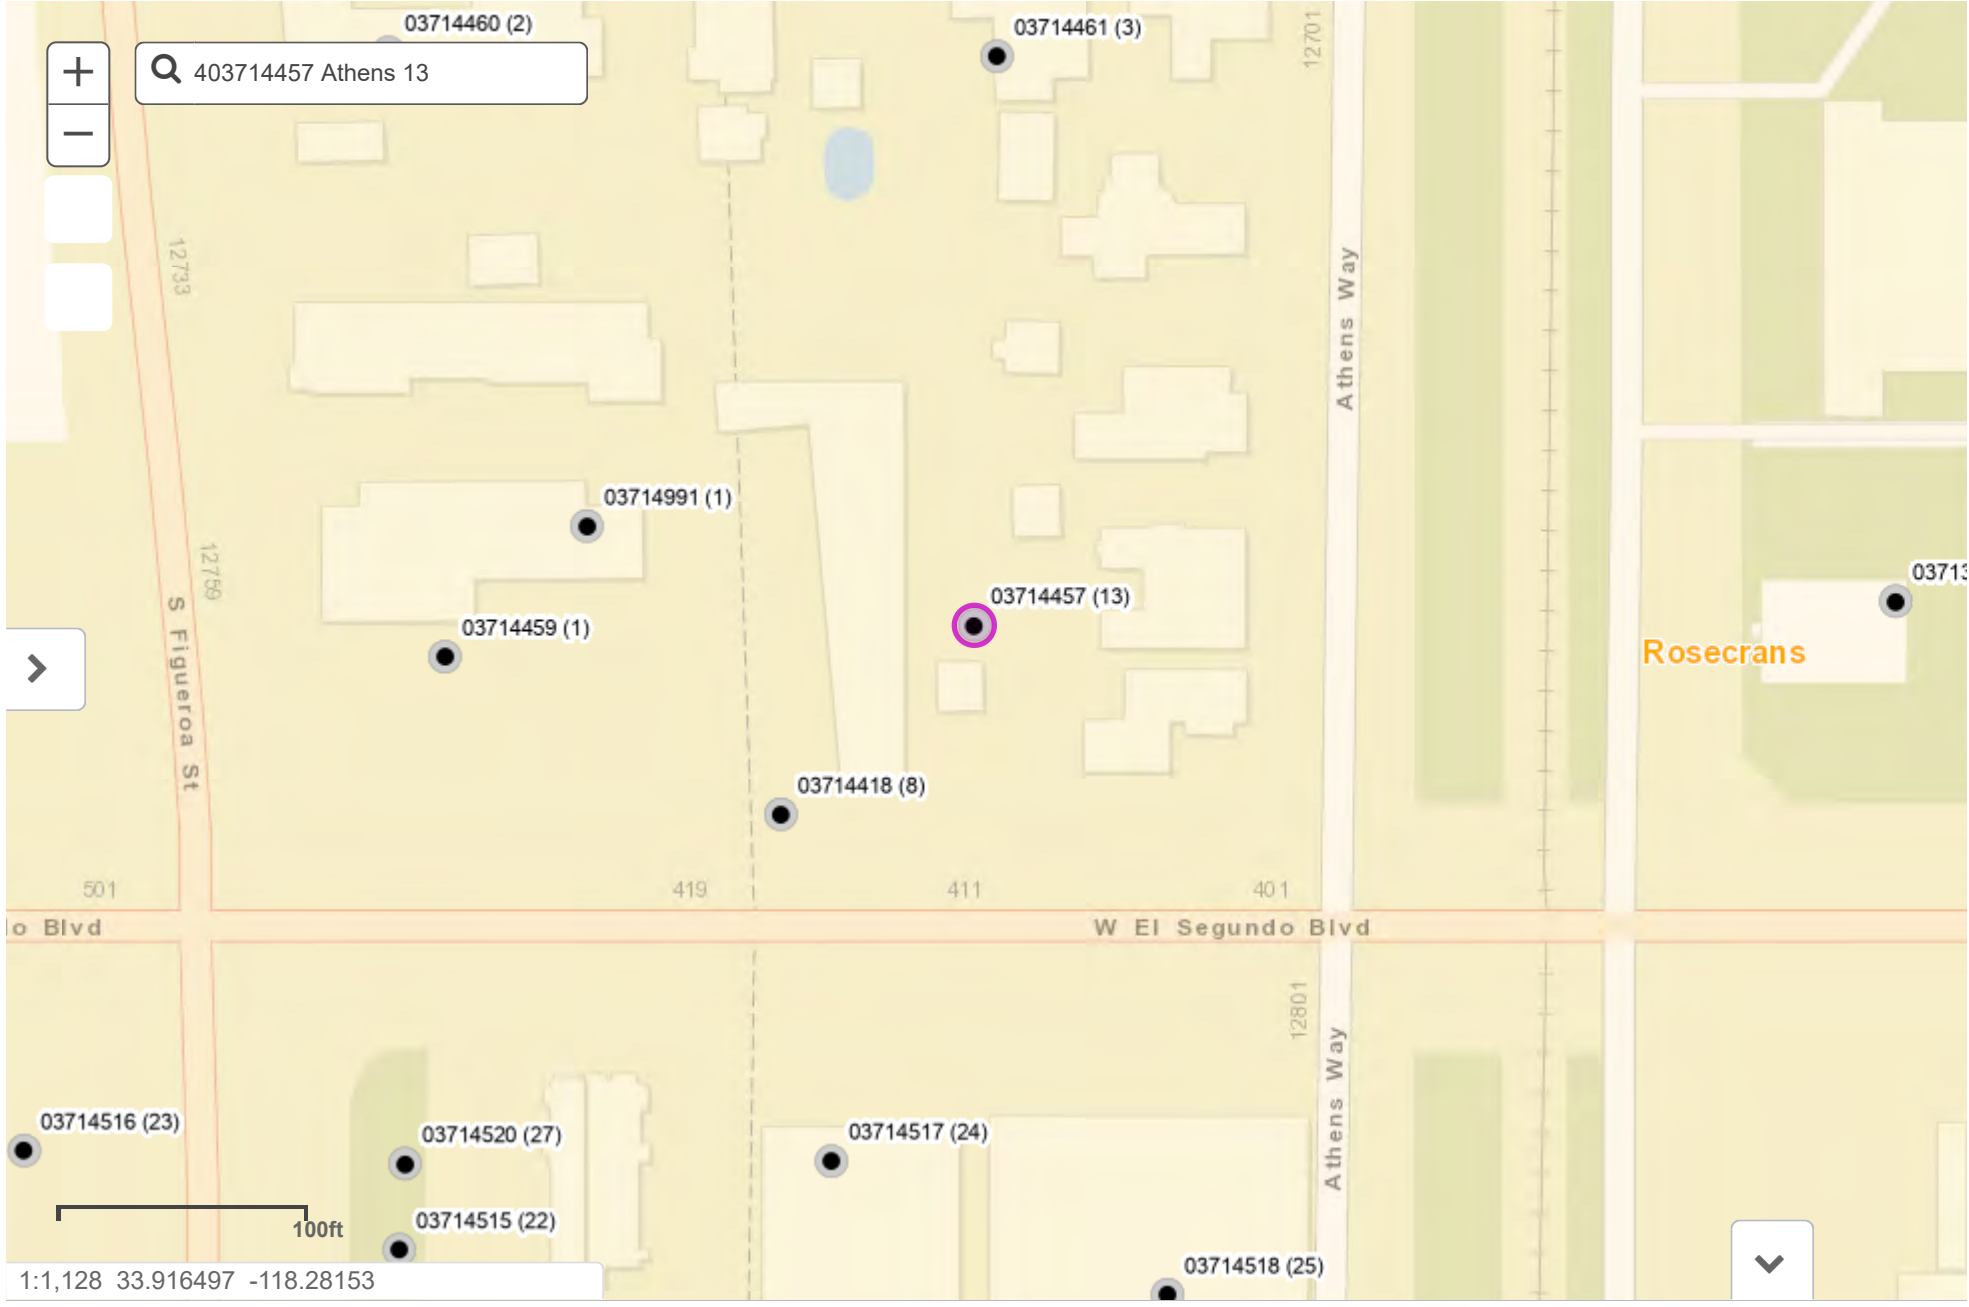 03714460 (2)
03714461 (3)
12701
+
403714457 Athens 13
−
12733
Athens Way
03714991 (1)
12759
03714457 (13)
03713
S Figueroa St
03714459 (1)
Rosecrans
03714418 (8)
501
419
411
401
lo Blvd
W El Segundo Blvd
12801
Athens Way
03714516 (23)
03714520 (27)
03714517 (24)
03714515 (22)
100ft
03714518 (25)
1:1,128 33.916497 -118.28153